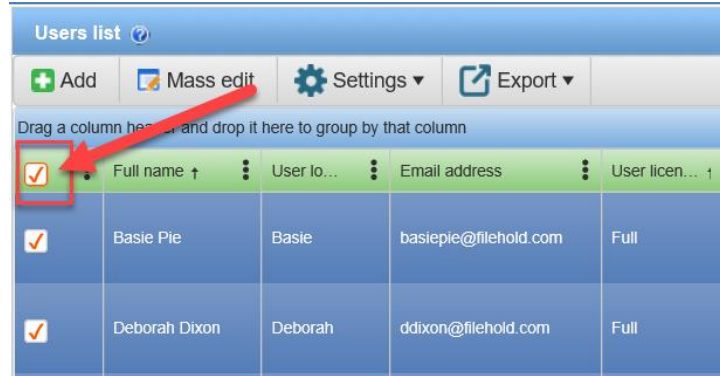 Users list
Add Mass edit Settings Export
Drag a column header and drop it here to group by that column
Full name ↑ User lo... Email address User licen... ↑
Basie Pie Basie basiepie@filehold.com Full
Deborah Dixon Deborah ddixon@filehold.com Full